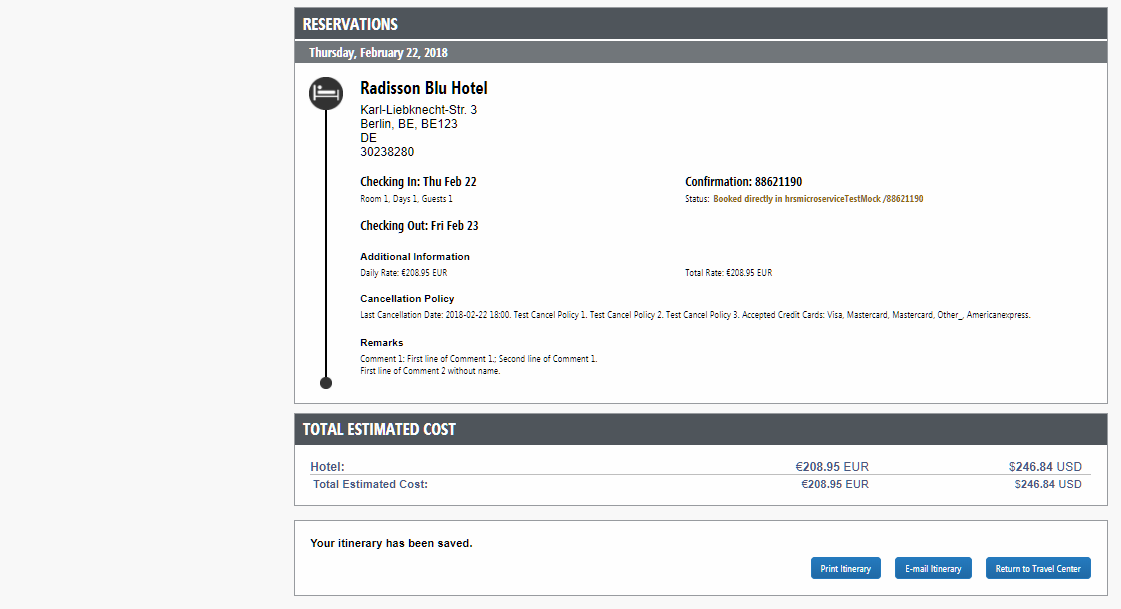 RESERVATIONS
Thursday, February 22, 2018
Radisson Blu Hotel
Karl-Liebknecht-Str. 3
Berlin, BE, BE123
DE
30238280
Checking In: Thu Feb 22
Confirmation: 88621190
Room 1, Days 1, Guests 1
Status: Booked directly in hrsmicroserviceTestMock /88621190
Checking Out: Fri Feb 23
Additional Information
Daily Rate: €208.95 EUR
Total Rate: €208.95 EUR
Cancellation Policy
Last Cancellation Date: 2018-02-22 18:00. Test Cancel Policy 1. Test Cancel Policy 2. Test Cancel Policy 3. Accepted Credit Cards: Visa, Mastercard, Mastercard, Other_, Americanexpress.
Remarks
Comment 1: First line of Comment 1.; Second line of Comment 1.
First line of Comment 2 without name.
TOTAL ESTIMATED COST
Hotel: €208.95 EUR $246.84 USD
Total Estimated Cost: €208.95 EUR $246.84 USD
Your itinerary has been saved.
Print Itinerary E-mail Itinerary Return to Travel Center